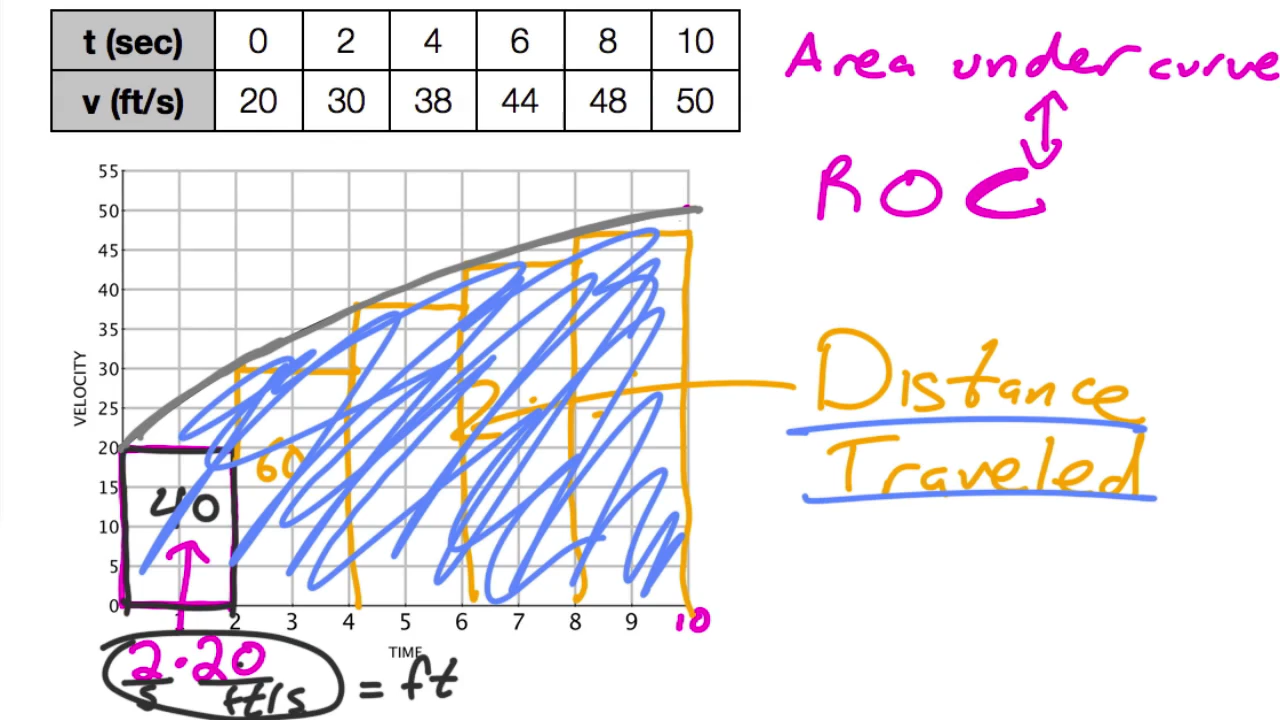 t (sec) 0 2 4 6 8 10
v (ft/s) 20 30 38 44 48 50
Area under curve
ROC
55
50
45
40
35
30
25
20
15
10
5
0
VELOCITY
60
40
Distance
Traveled
2 3 4 5 6 7 8 9 10
TIME
2 · 20 = ft
s ft/s